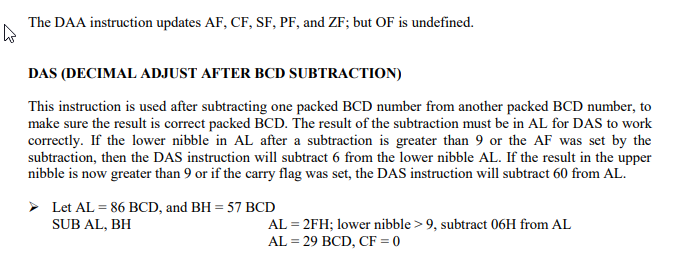 The DAA instruction updates AF, CF, SF, PF, and ZF; but OF is undefined.
DAS (DECIMAL ADJUST AFTER BCD SUBTRACTION)
This instruction is used after subtracting one packed BCD number from another packed BCD number, to
make sure the result is correct packed BCD. The result of the subtraction must be in AL for DAS to work
correctly. If the lower nibble in AL after a subtraction is greater than 9 or the AF was set by the
subtraction, then the DAS instruction will subtract 6 from the lower nibble AL. If the result in the upper
nibble is now greater than 9 or if the carry flag was set, the DAS instruction will subtract 60 from AL.
➢ Let AL = 86 BCD, and BH = 57 BCD
SUB AL, BH AL = 2FH; lower nibble > 9, subtract 06H from AL
AL = 29 BCD, CF = 0